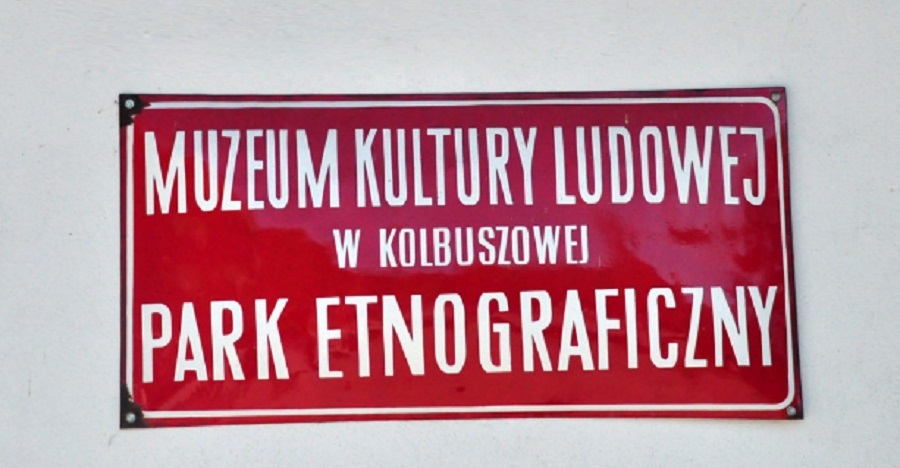 MUZEUM KULTURY LUDOWEJ
W KOLBUSZOWEJ
PARK ETNOGRAFICZNY